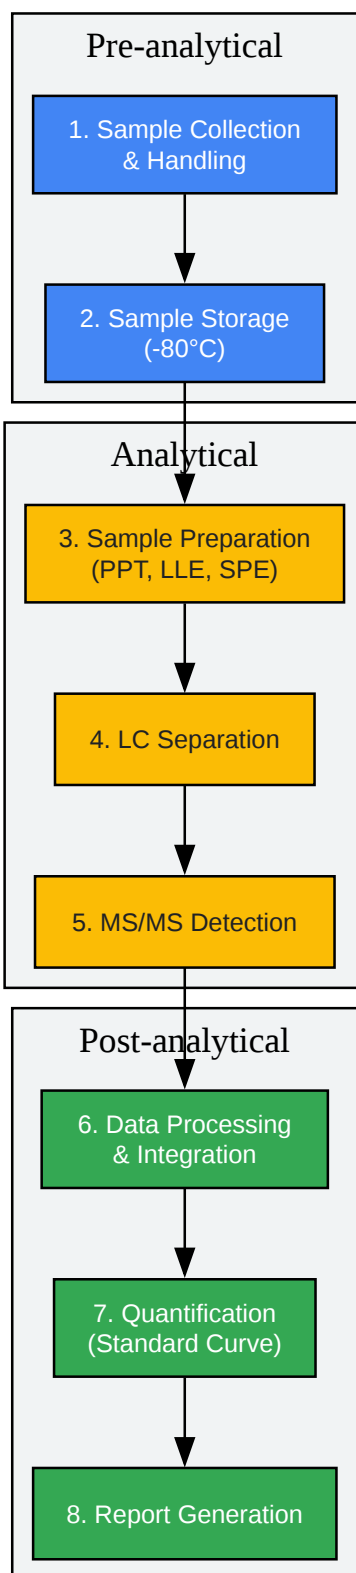 Pre-analytical
1. Sample Collection
& Handling
2. Sample Storage
(-80°C)
Analytical
3. Sample Preparation
(PPT, LLE, SPE)
4. LC Separation
5. MS/MS Detection
Post-analytical
6. Data Processing
& Integration
7. Quantification
(Standard Curve)
8. Report Generation